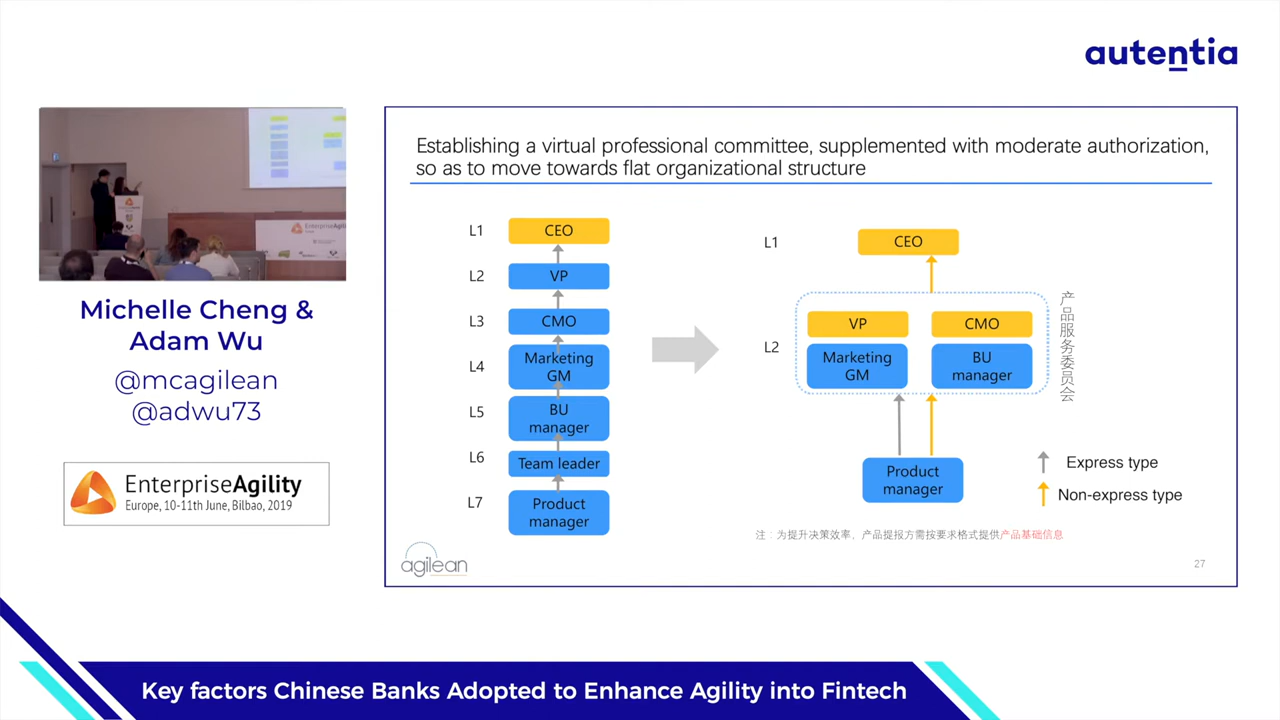 autentia
Establishing a virtual professional committee, supplemented with moderate authorization,
so as to move towards flat organizational structure
L1
CEO
L2
VP
L3
CMO
L4
Marketing
GM
L5
BU
manager
L6
Team leader
L7
Product
manager
L1
CEO
L2
VP
CMO
Marketing
GM
BU
manager
产品服务委员会
Product
manager
Express type
Non-express type
注：为提升决策效率，产品提报方需按要求格式提供产品基础信息
agilean
27
Michelle Cheng &
Adam Wu
@mcagilean
@adwu73
EnterpriseAgility
Europe, 10-11th June, Bilbao, 2019
Key factors Chinese Banks Adopted to Enhance Agility into Fintech